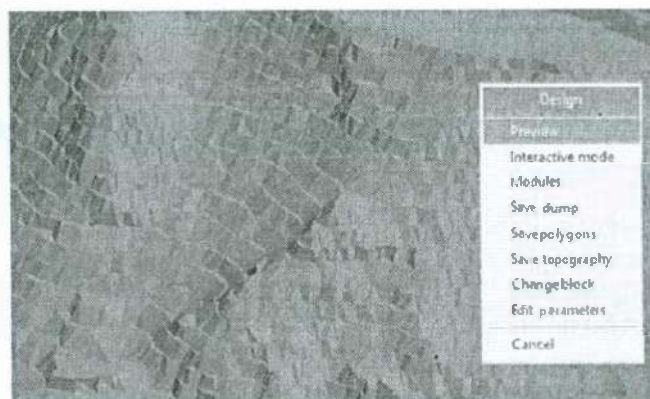 Design
Preview
Interactive mode
Modules
Save dump
Savepolygons
Save topography
Changeblock
Edit parameters
Cancel